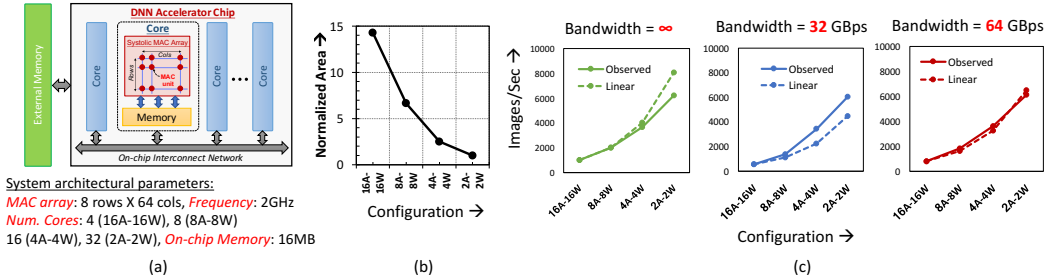 DNN Accelerator Chip
Core
Systolic MAC Array
Cols
Rows
MAC
unit
Memory
External Memory
Core
Core
Core
On-chip Interconnect Network
System architectural parameters:
MAC array: 8 rows X 64 cols, Frequency: 2GHz
Num. Cores: 4 (16A-16W), 8 (8A-8W)
16 (4A-4W), 32 (2A-2W), On-chip Memory: 16MB
(a)
Normalized Area →
15
10
5
0
16A-
16W
8A-
8W
4A-
4W
2A-
2W
Configuration →
(b)
Images/Sec →
Bandwidth = ∞
10000
8000
6000
4000
2000
0
Observed
Linear
16A-16W
8A-8W
4A-4W
2A-2W
Bandwidth = 32 GBps
10000
8000
6000
4000
2000
0
Observed
Linear
16A-16W
8A-8W
4A-4W
2A-2W
Bandwidth = 64 GBps
10000
8000
6000
4000
2000
0
Observed
Linear
16A-16W
8A-8W
4A-4W
2A-2W
Configuration →
(c)